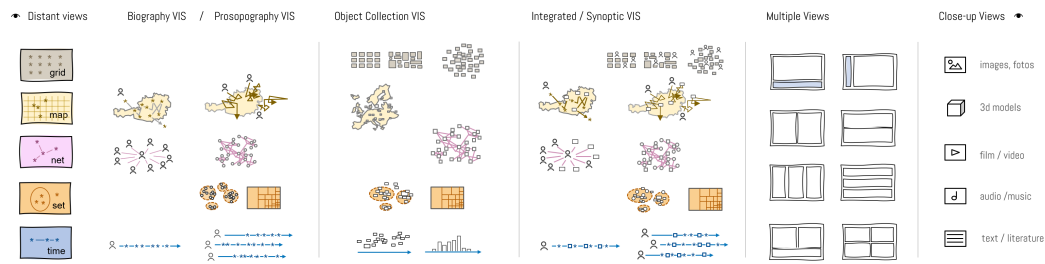 Distant views
Biography VIS / Prosopography VIS
Object Collection VIS
Integrated / Synoptic VIS
Multiple Views
Close-up Views
grid
map
net
set
time
images, fotos
3d models
film / video
audio /music
text / literature